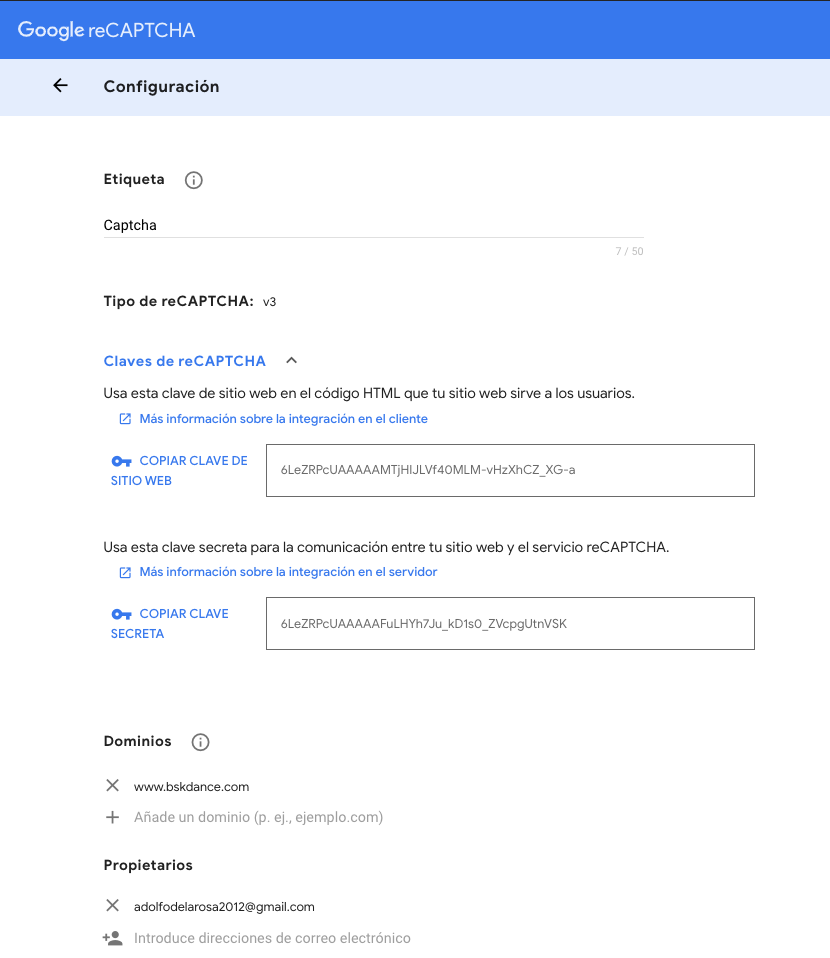 Google reCAPTCHA
Configuración
Etiqueta
Captcha
7 / 50
Tipo de reCAPTCHA: v3
Claves de reCAPTCHA
Usa esta clave de sitio web en el código HTML que tu sitio web sirve a los usuarios.
Más información sobre la integración en el cliente
COPIAR CLAVE DE
SITIO WEB
6LeZRPcUAAAAAMTjHIJLVf40MLM-vHzXhCZ_XG-a
Usa esta clave secreta para la comunicación entre tu sitio web y el servicio reCAPTCHA.
Más información sobre la integración en el servidor
COPIAR CLAVE
SECRETA
6LeZRPcUAAAAAFuLHYh7Ju_kD1s0_ZVcpgUtnVSK
Dominios
www.bskdance.com
Añade un dominio (p. ej., ejemplo.com)
Propietarios
adolfodelarosa2012@gmail.com
Introduce direcciones de correo electrónico